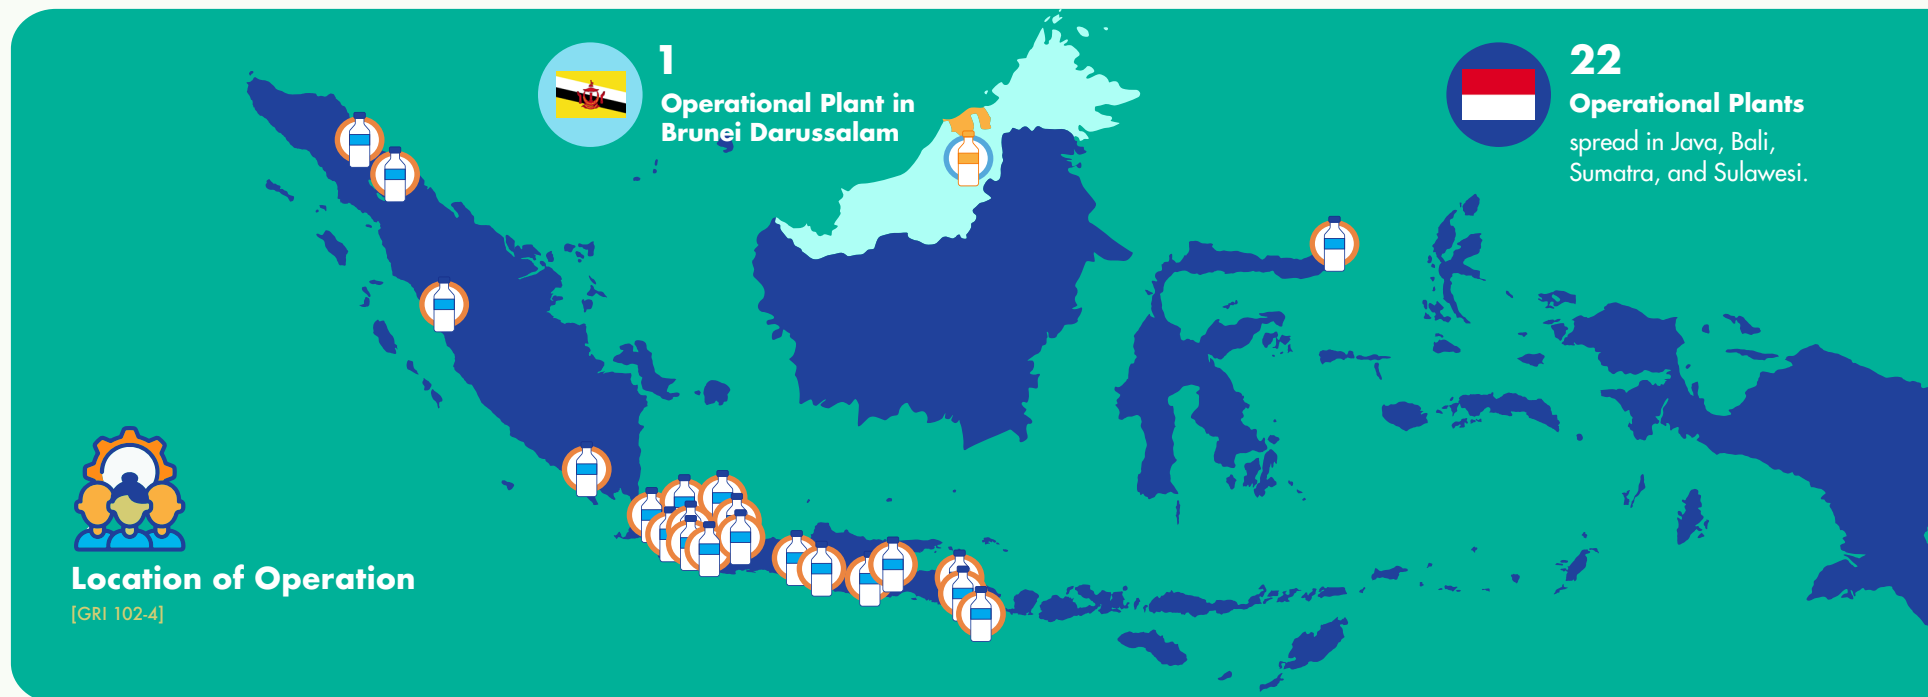 1
Operational Plant in
Brunei Darussalam
22
Operational Plants
spread in Java, Bali,
Sumatra, and Sulawesi.
Location of Operation
[GRI 102-4]